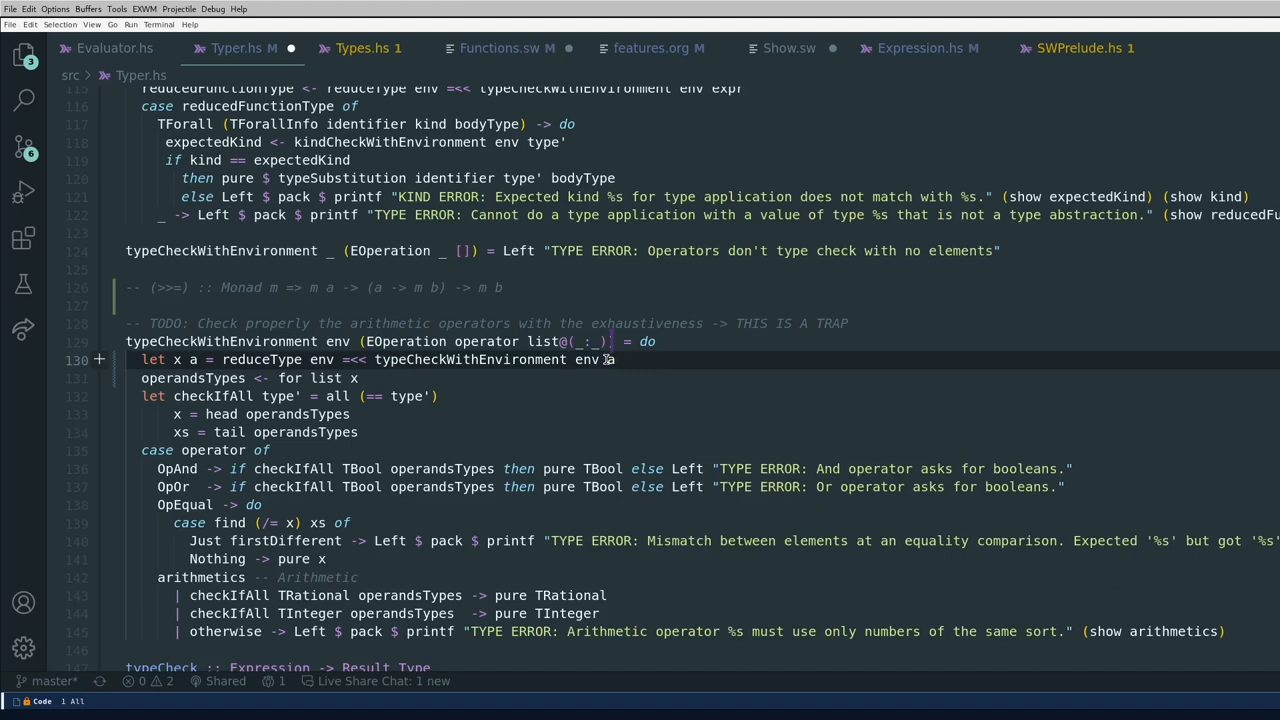 File Edit Options Buffers Tools EXWM Projectile Debug Help
File Edit Selection View Go Run Terminal Help
Evaluator.hs Typer.hs M Types.hs 1 Functions.sw M features.org M Show.sw Expression.hs M SWPrelude.hs 1
src > Typer.hs
3
6
115 reducedFunctionType <- reduceType env =<< typeCheckWithEnvironment env expr
116 case reducedFunctionType of
117 TForall (TForallInfo identifier kind bodyType) -> do
118 expectedKind <- kindCheckWithEnvironment env type'
119 if kind == expectedKind
120 then pure $ typeSubstitution identifier type' bodyType
121 else Left $ pack $ printf "KIND ERROR: Expected kind %s for type application does not match with %s." (show expectedKind) (show kind)
122 _ -> Left $ pack $ printf "TYPE ERROR: Cannot do a type application with a value of type %s that is not a type abstraction." (show reducedFu
123
124 typeCheckWithEnvironment _ (EOperation _ []) = Left "TYPE ERROR: Operators don't type check with no elements"
125
126 -- (>>=) :: Monad m => m a -> (a -> m b) -> m b
127
128 -- TODO: Check properly the arithmetic operators with the exhaustiveness -> THIS IS A TRAP
129 typeCheckWithEnvironment env (EOperation operator list@(_:_)) = do
130 let x a = reduceType env =<< typeCheckWithEnvironment env a
131 operandsTypes <- for list x
132 let checkIfAll type' = all (== type')
133 x = head operandsTypes
134 xs = tail operandsTypes
135 case operator of
136 OpAnd -> if checkIfAll TBool operandsTypes then pure TBool else Left "TYPE ERROR: And operator asks for booleans."
137 OpOr -> if checkIfAll TBool operandsTypes then pure TBool else Left "TYPE ERROR: Or operator asks for booleans."
138 OpEqual -> do
139 case find (/= x) xs of
140 Just firstDifferent -> Left $ pack $ printf "TYPE ERROR: Mismatch between elements at an equality comparison. Expected '%s' but got '%s'
141 Nothing -> pure x
142 arithmetics -- Arithmetic
143 | checkIfAll TRational operandsTypes -> pure TRational
144 | checkIfAll TInteger operandsTypes -> pure TInteger
145 | otherwise -> Left $ pack $ printf "TYPE ERROR: Arithmetic operator %s must use only numbers of the same sort." (show arithmetics)
146
147 typeCheck :: Expression -> Result Type
master* 0 2 Shared 1 Live Share Chat: 1 new
Code 1 All